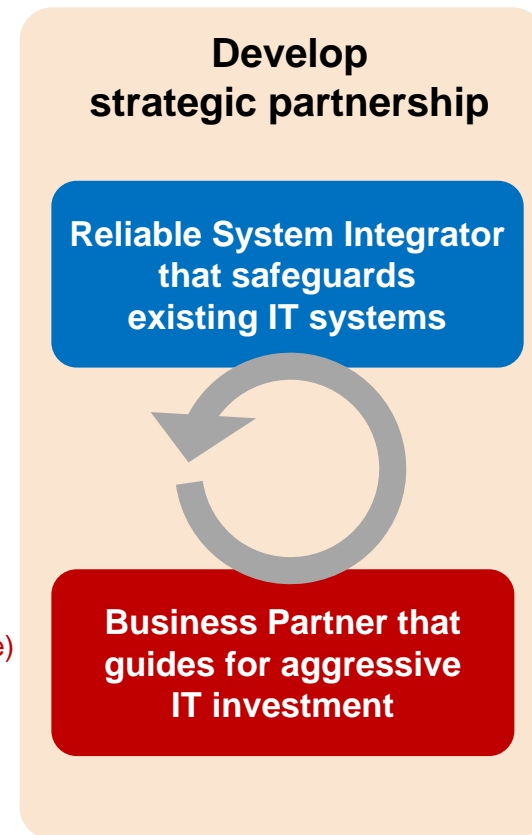 Develop
strategic partnership
Reliable System Integrator
that safeguards
existing IT systems
e)
Business Partner that
guides for aggressive
IT investment